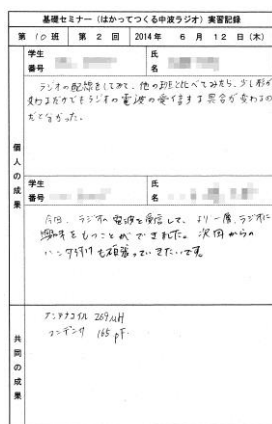 基礎セミナー（はかってつくる中波ラジオ）実習記録
第 10 班 第 2 回 2014年 6 月 12 日(木)
学生番号 氏名
ラジオの配線をしてみて、他の班と比べてみたら、少し形が
変わるだけでもラジオの電波の受信する具合が変わるの
だと分かった。
個人の成果
学生番号 氏名
今回、ラジオの電波を受信して、より一層、ラジオに
興味をもつことができました。次回からの
ハンダ付けも頑張っていきたいです。
アンテナコイル 269μH
コンデンサ 165 pF
共同の成果